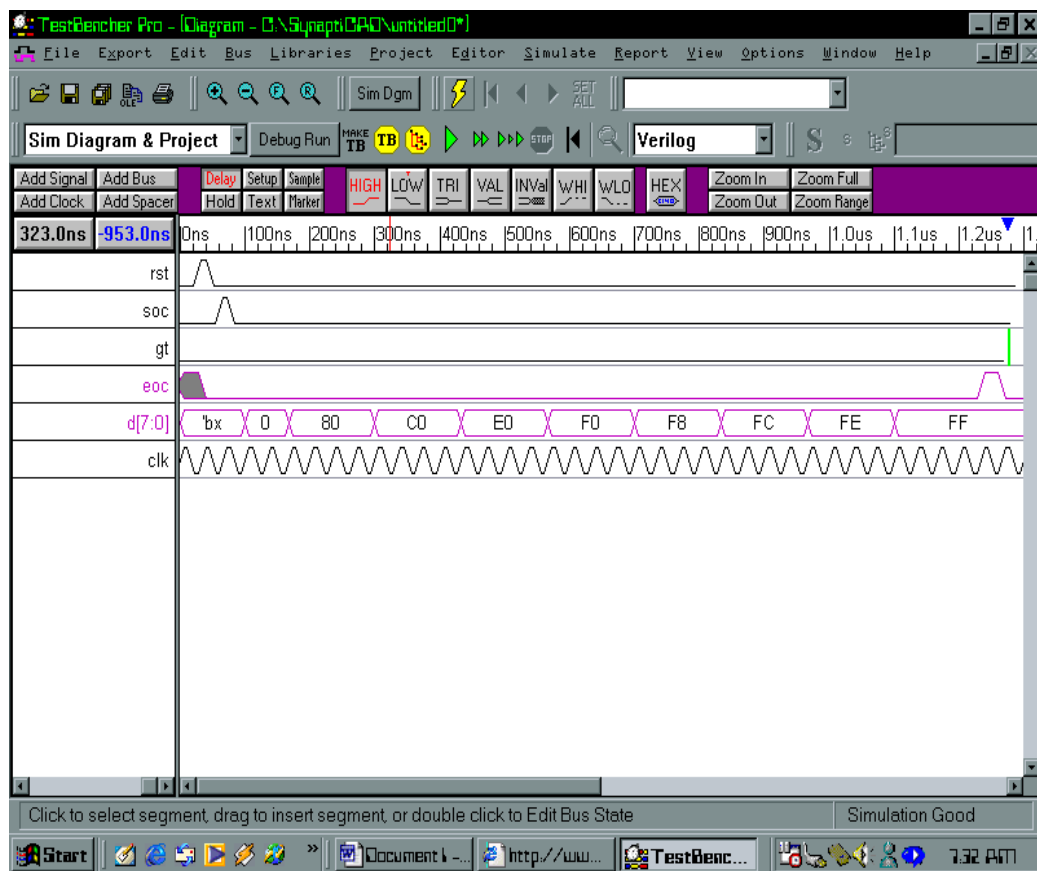 TestBencher Pro - [Diagram - C:\SynaptiCAD\untitled0*]
File Export Edit Bus Libraries Project Editor Simulate Report View Options Window Help
OLE Sim Dgm SET ALL
Sim Diagram & Project Debug Run MAKE TB TB STOP Verilog S s S
Add Signal Add Bus Delay Setup Sample HIGH LOW TRI VAL INVal WHI WLO HEX Zoom In Zoom Full
Add Clock Add Spacer Hold Text Marker Zoom Out Zoom Range
323.0ns -953.0ns 0ns 100ns 200ns 300ns 400ns 500ns 600ns 700ns 800ns 900ns 1.0us 1.1us 1.2us 1.
rst
soc
gt
eoc
d[7:0] 'bx 0 80 C0 E0 F0 F8 FC FE FF
clk
Click to select segment, drag to insert segment, or double click to Edit Bus State Simulation Good
Start » Document1 -... http://ww... TestBenc... 7:32 AM